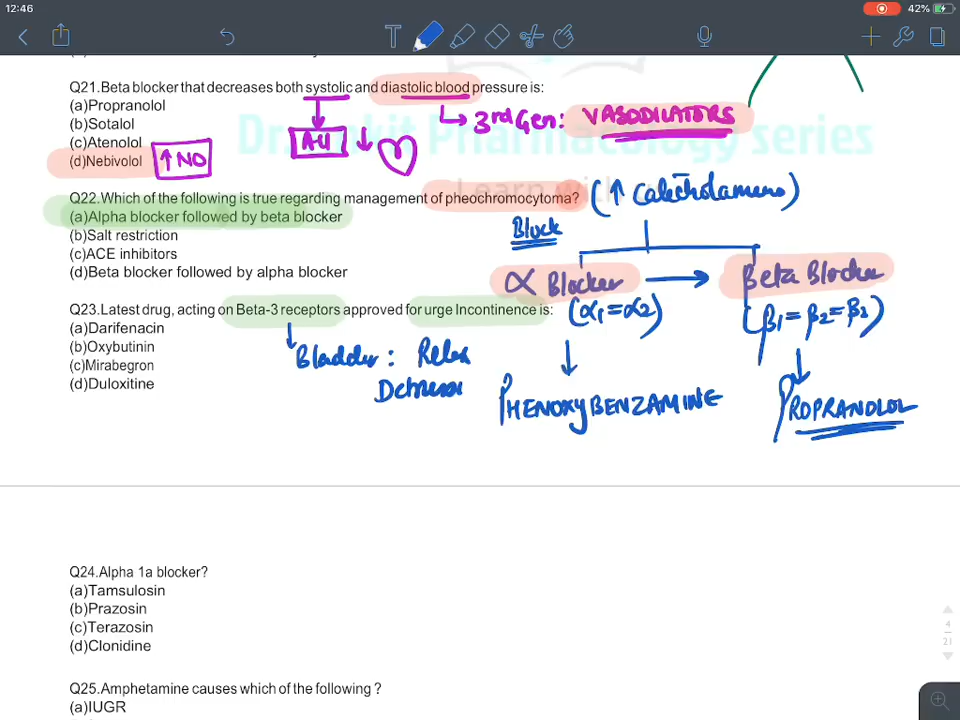 12:46
42%
Q21.Beta blocker that decreases both systolic and diastolic blood pressure is:
(a)Propranolol
(b)Sotalol
(c)Atenolol
(d)Nebivolol
↑NO
↳ 3rd Gen: VASODILATORS
Q22.Which of the following is true regarding management of pheochromocytoma?
(a)Alpha blocker followed by beta blocker
(b)Salt restriction
(c)ACE inhibitors
(d)Beta blocker followed by alpha blocker
Block
α Blocker → Beta Blocker
(α1=α2)
(β1=β2=β3)
PHENOXYBENZAMINE
PROPRANOLOL
Q23.Latest drug, acting on Beta-3 receptors approved for urge Incontinence is:
(a)Darifenacin
(b)Oxybutinin
(c)Mirabegron
(d)Duloxitine
Bladder: Relax
Q24.Alpha 1a blocker?
(a)Tamsulosin
(b)Prazosin
(c)Terazosin
(d)Clonidine
4
21
Q25.Amphetamine causes which of the following ?
(a)IUGR